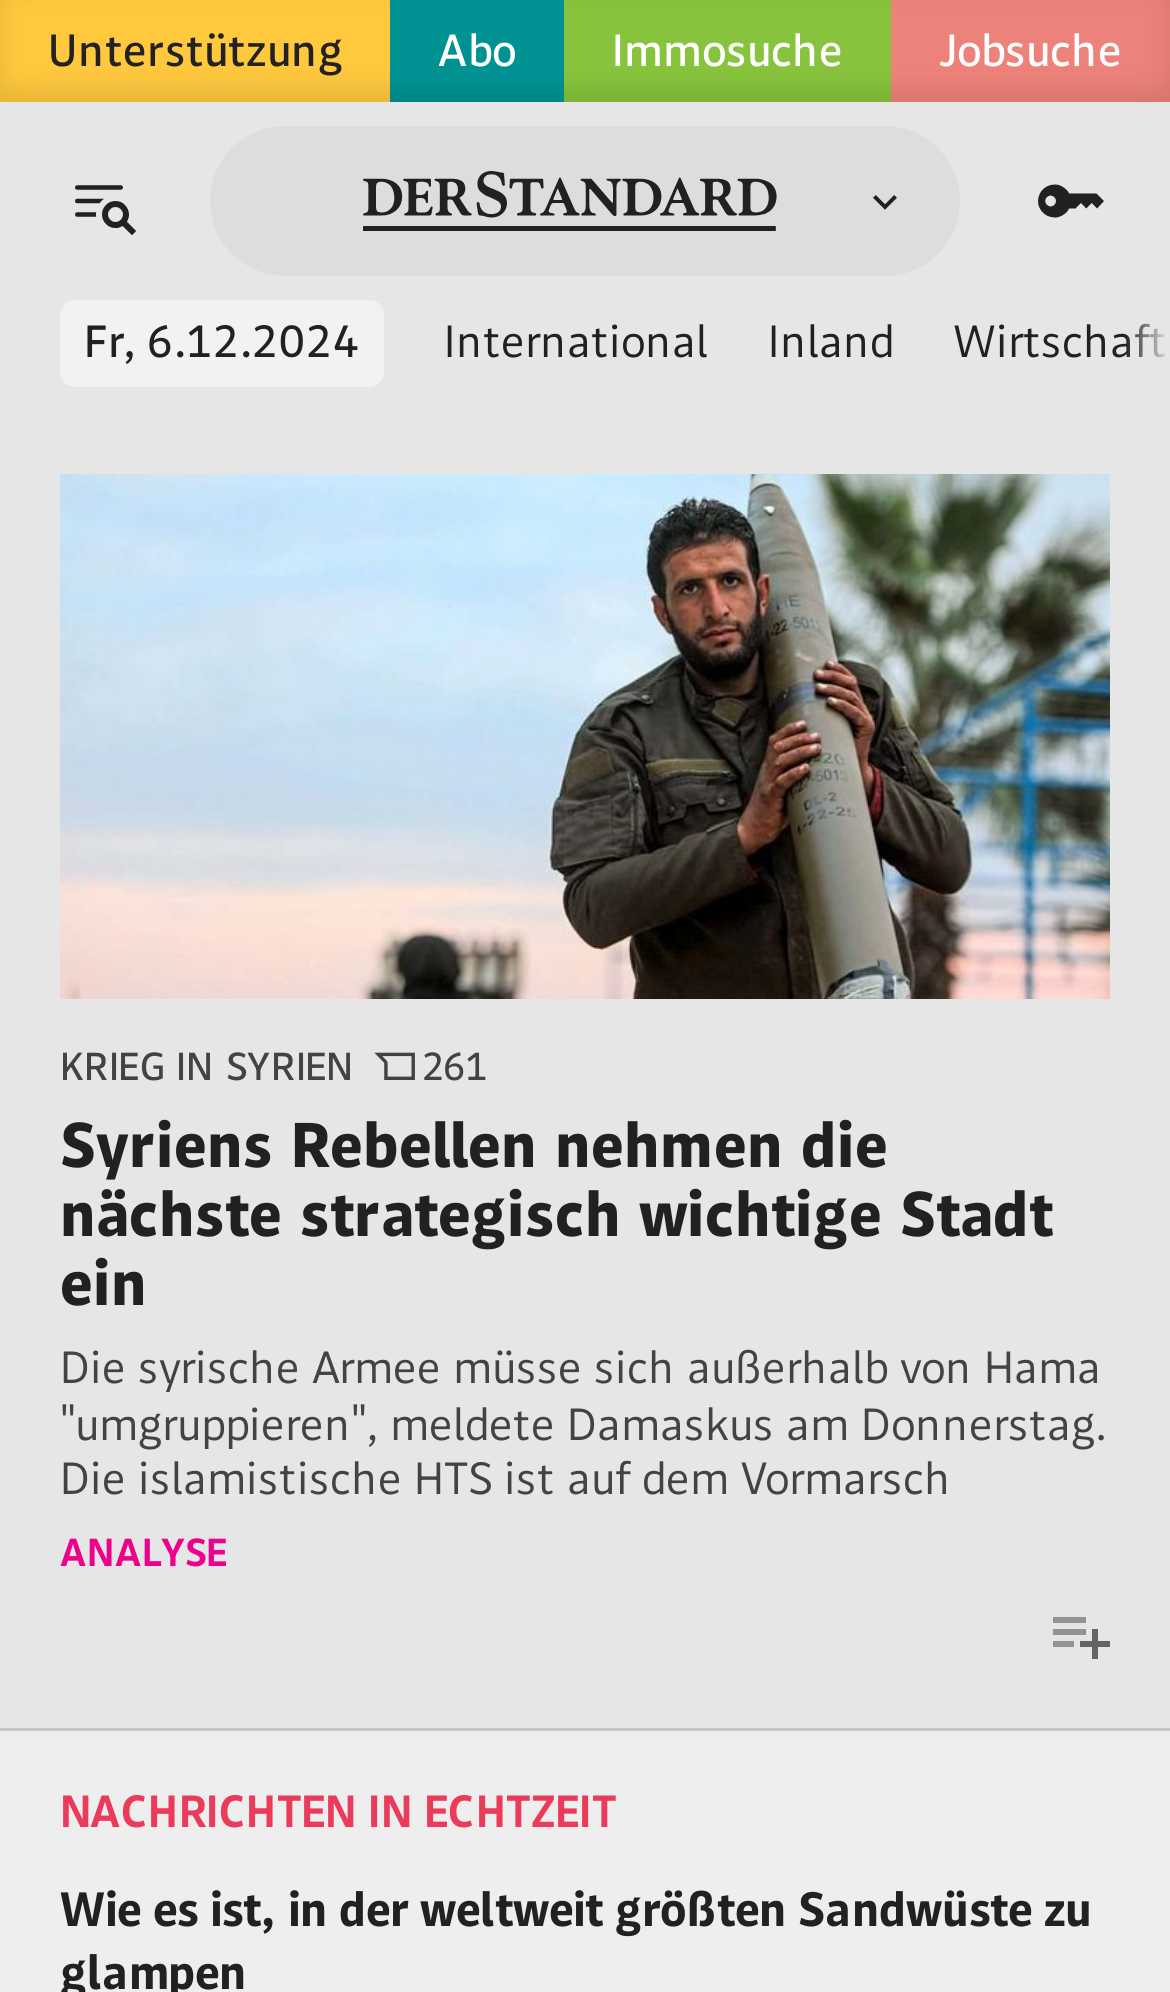 Unterstützung Abo Immosuche Jobsuche
DERSTANDARD
Fr, 6.12.2024 International Inland Wirtschaft
KRIEG IN SYRIEN 261
Syriens Rebellen nehmen die
nächste strategisch wichtige Stadt
ein
Die syrische Armee müsse sich außerhalb von Hama
"umgruppieren", meldete Damaskus am Donnerstag.
Die islamistische HTS ist auf dem Vormarsch
ANALYSE
NACHRICHTEN IN ECHTZEIT
Wie es ist, in der weltweit größten Sandwüste zu
glampen